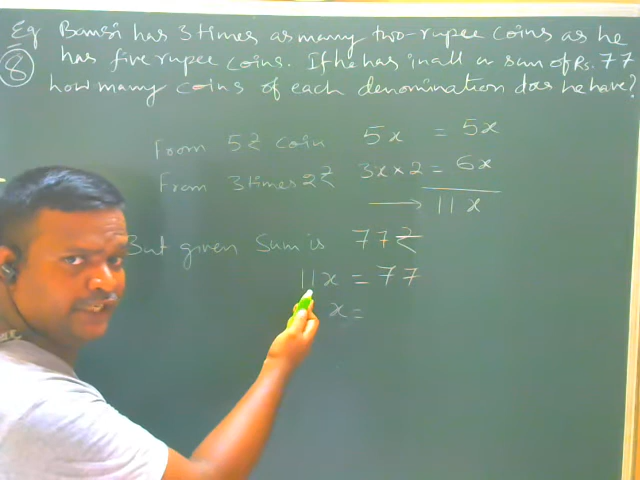 Eg Bansi has 3 times as many two-rupee coins as he
8 has five rupee coins. If he has in all a sum of Rs. 77
how many coins of each denomination does he have?
From 5₹ coin 5x = 5x
From 3 times 2₹ 3x × 2 = 6x
→ 11x
But given Sum is 77₹
11x = 77
x =